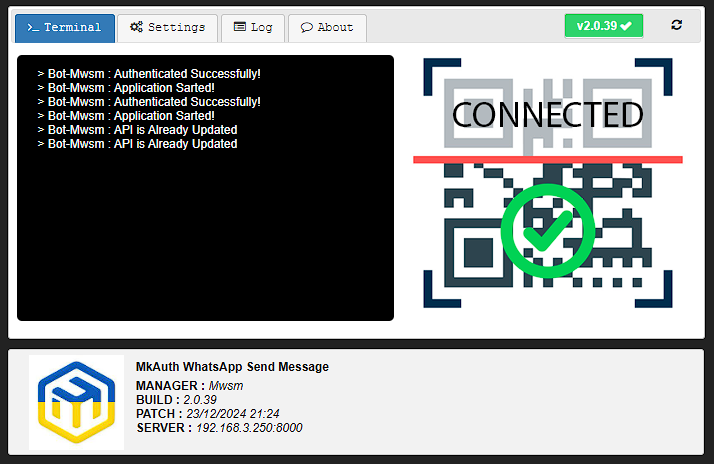 >_ Terminal
Settings
Log
About
v2.0.39
> Bot-Mwsm : Authenticated Successfully!
> Bot-Mwsm : Application Sarted!
> Bot-Mwsm : Authenticated Successfully!
> Bot-Mwsm : Application Sarted!
> Bot-Mwsm : API is Already Updated
> Bot-Mwsm : API is Already Updated
CONNECTED
MkAuth WhatsApp Send Message
MANAGER : Mwsm
BUILD : 2.0.39
PATCH : 23/12/2024 21:24
SERVER : 192.168.3.250:8000